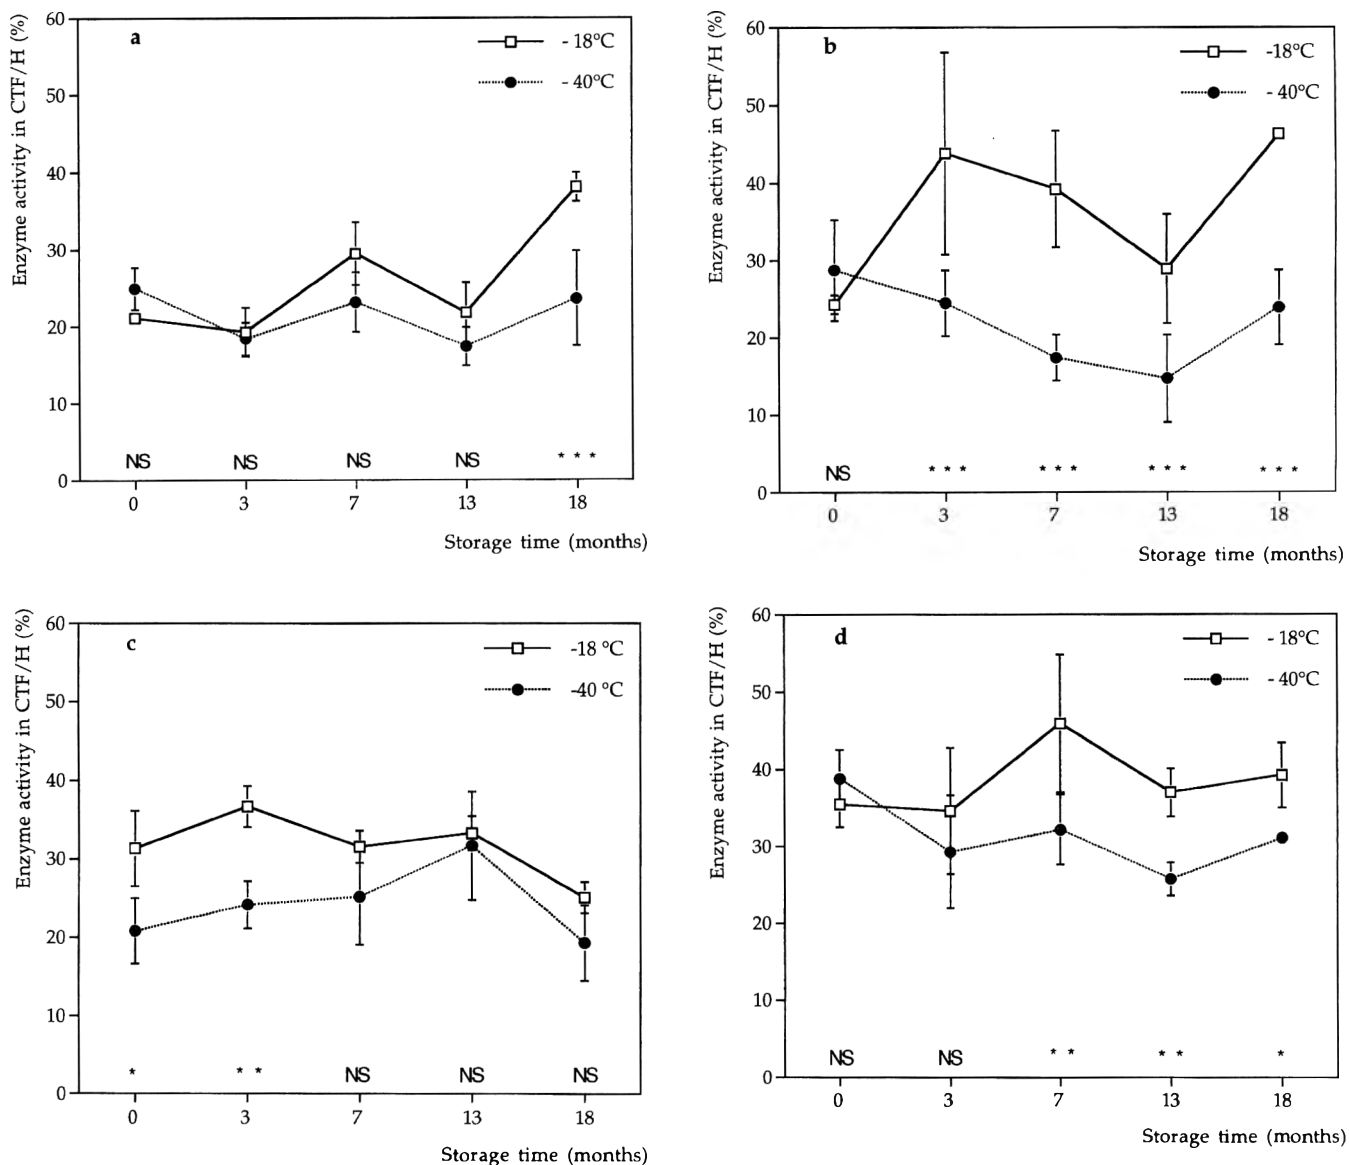 Enzyme activity in CTF/H (%)
a
- 18°C
- 40°C
60
50
40
30
20
10
0
NS NS NS NS * * *
0 3 7 13 18
Storage time (months)
Enzyme activity in CTF/H (%)
b
-18°C
- 40°C
60
50
40
30
20
10
0
NS * * * * * * * * * * * *
0 3 7 13 18
Storage time (months)
Enzyme activity in CTF/H (%)
c
-18 °C
-40 °C
60
50
40
30
20
10
0
* * * NS NS NS
0 3 7 13 18
Storage time (months)
Enzyme activity in CTF/H (%)
d
- 18°C
- 40°C
60
50
40
30
20
10
0
NS NS * * * * *
0 3 7 13 18
Storage time (months)